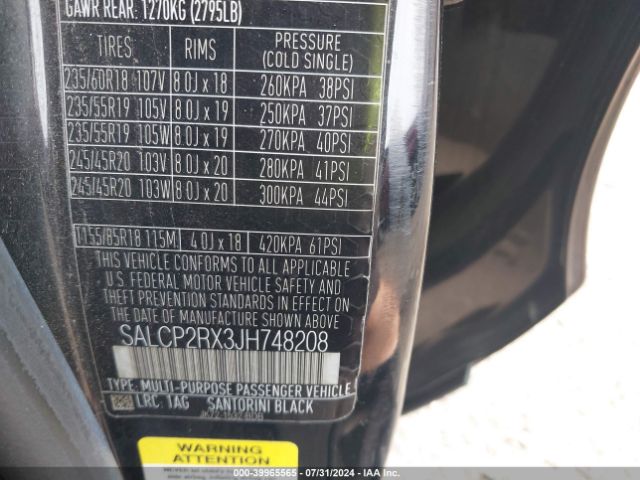 GAWR REAR: 1270KG (2795LB)
TIRES RIMS PRESSURE (COLD SINGLE)
235/60R18 107V 8.0J x 18 260KPA 38PSI
235/55R19 105V 8.0J x 19 250KPA 37PSI
235/55R19 105W 8.0J x 19 270KPA 40PSI
245/45R20 103V 8.0J x 20 280KPA 41PSI
245/45R20 103W 8.0J x 20 300KPA 44PSI
T155/85R18 115M 4.0J x 18 420KPA 61PSI
THIS VEHICLE CONFORMS TO ALL APPLICABLE
U.S. FEDERAL MOTOR VEHICLE SAFETY AND
THEFT PREVENTION STANDARDS IN EFFECT ON
THE DATE OF MANUFACTURE SHOWN ABOVE
SALCP2RX3JH748208
TYPE: MULTI-PURPOSE PASSENGER VEHICLE
LRC: 1AG SANTORINI BLACK
WARNING
ATTENTION
000-39965565 - 07/31/2024 - IAA Inc.